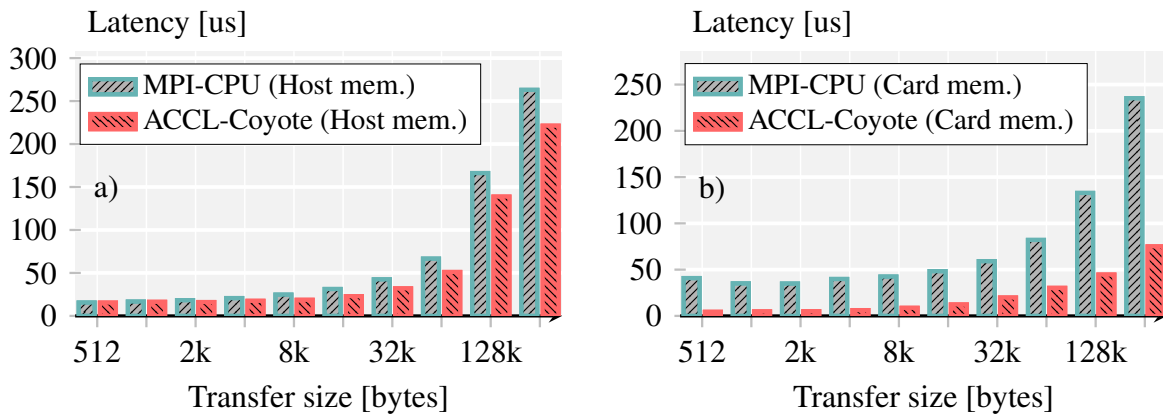 Latency [us]
300
250
200
150
100
50
0
MPI-CPU (Host mem.)
ACCL-Coyote (Host mem.)
a)
512 2k 8k 32k 128k
Transfer size [bytes]
Latency [us]
250
200
150
100
50
0
MPI-CPU (Card mem.)
ACCL-Coyote (Card mem.)
b)
512 2k 8k 32k 128k
Transfer size [bytes]